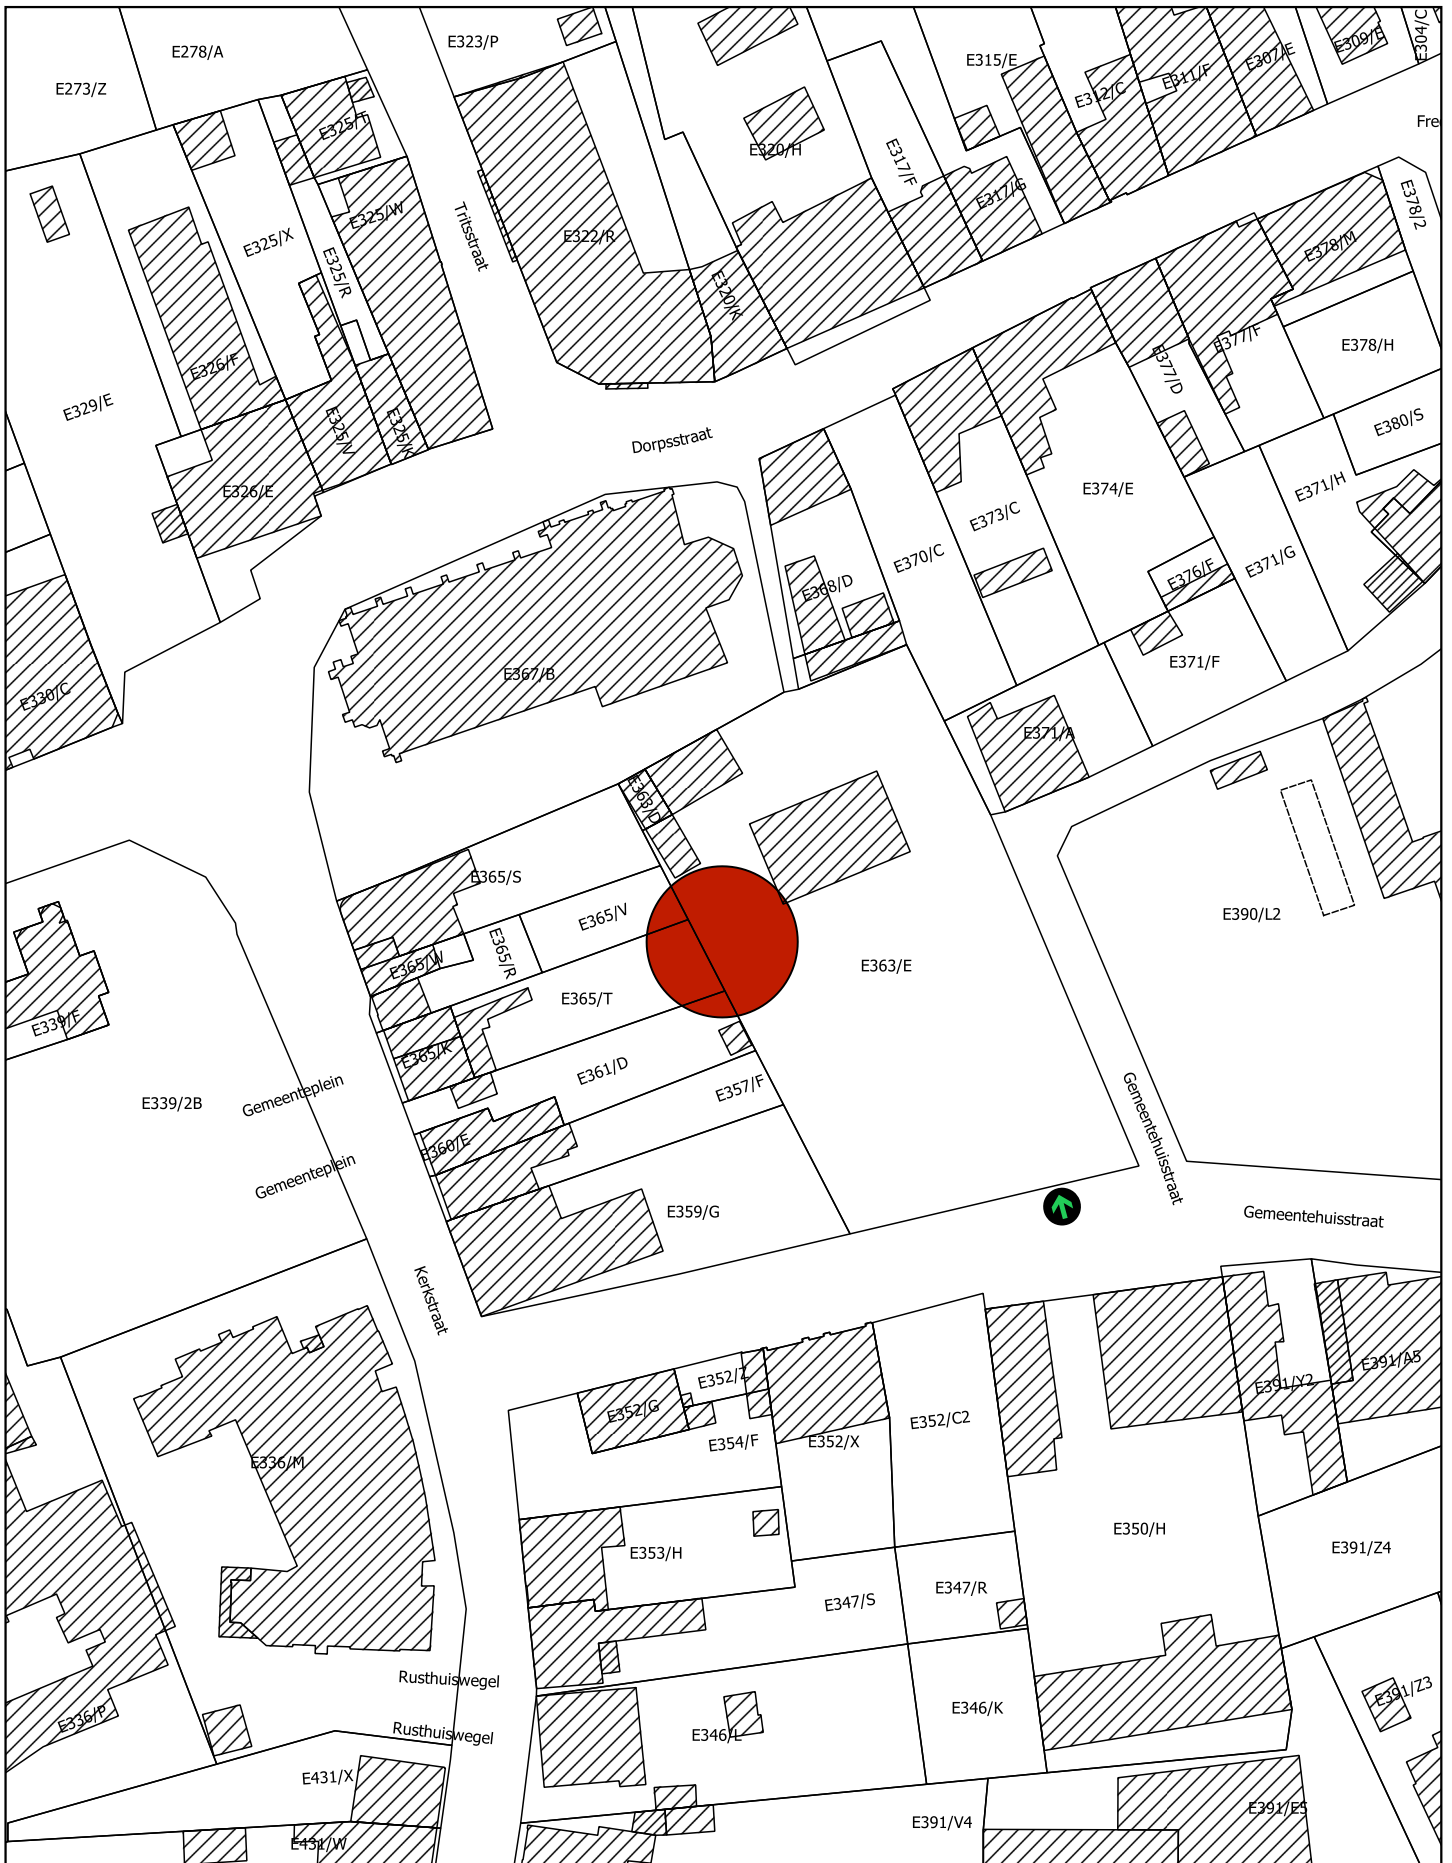 E278/A
E323/P
E304/C
E309/E
E307/E
E315/E
E311/F
E273/Z
E312/C
E325/T
Fre
E320/H
E317/F
E317/G
E378/2
E325/W
Tritsstraat
E322/R
E325/X
E378/M
E325/R
E320/K
E377/F
E378/H
E326/F
E377/D
E329/E
E380/S
E325/V
E325/K
Dorpsstraat
E326/E
E374/E
E371/H
E373/C
E370/C
E371/G
E376/F
E368/D
E371/F
E367/B
E330/C
E371/A
E363/D
E365/S
E365/V
E390/L2
E365/W
E365/R
E363/E
E365/T
E339/F
E365/K
E361/D
E357/F
Gemeenteplein
E339/2B
Gemeentehuisstraat
E360/E
Gemeenteplein
E359/G
Gemeentehuisstraat
Kerkstraat
E391/A5
E352/Z
E391/Y2
E352/G
E352/C2
E354/F
E352/X
E336/M
E350/H
E353/H
E391/Z4
E347/R
E347/S
Rusthuiswegel
E391/Z3
E346/K
E336/P
Rusthuiswegel
E346/L
E431/X
E391/E5
E391/V4
E431/W